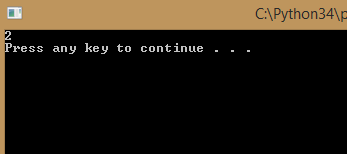 C:\Python34\p
2
Press any key to continue . . .